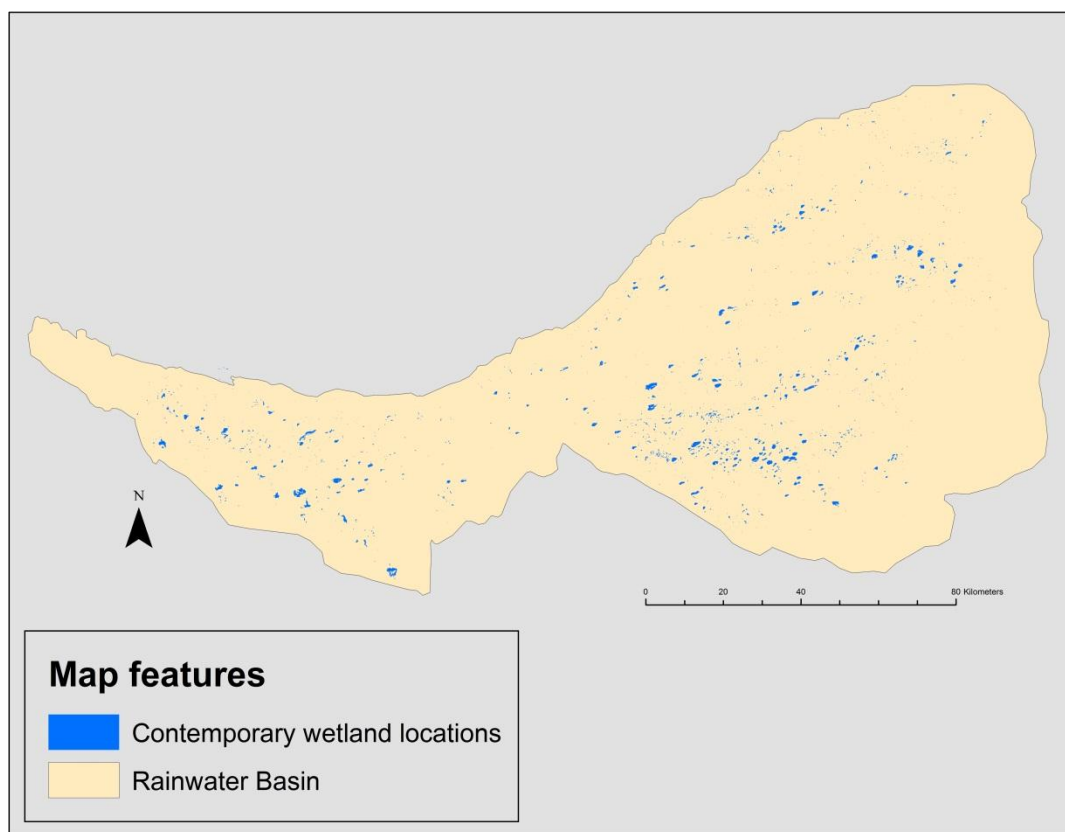 N
0 20 40 80 Kilometers
Map features
Contemporary wetland locations
Rainwater Basin